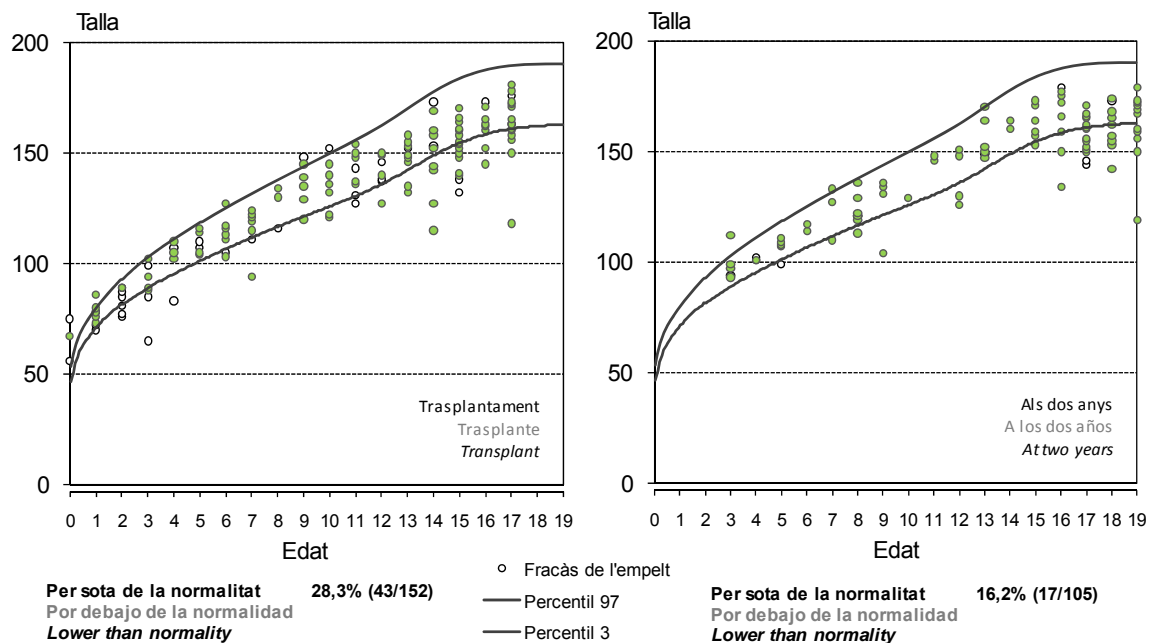 Talla
200
150
100
50
0
0 1 2 3 4 5 6 7 8 9 10 11 12 13 14 15 16 17 18 19
Edat
Trasplantament
Trasplante
Transplant
Per sota de la normalitat 28,3% (43/152)
Por debajo de la normalidad
Lower than normality
Fracàs de l'empelt
Percentil 97
Percentil 3
Talla
200
150
100
50
0
0 1 2 3 4 5 6 7 8 9 10 11 12 13 14 15 16 17 18 19
Edat
Als dos anys
A los dos años
At two years
Per sota de la normalitat 16,2% (17/105)
Por debajo de la normalidad
Lower than normality